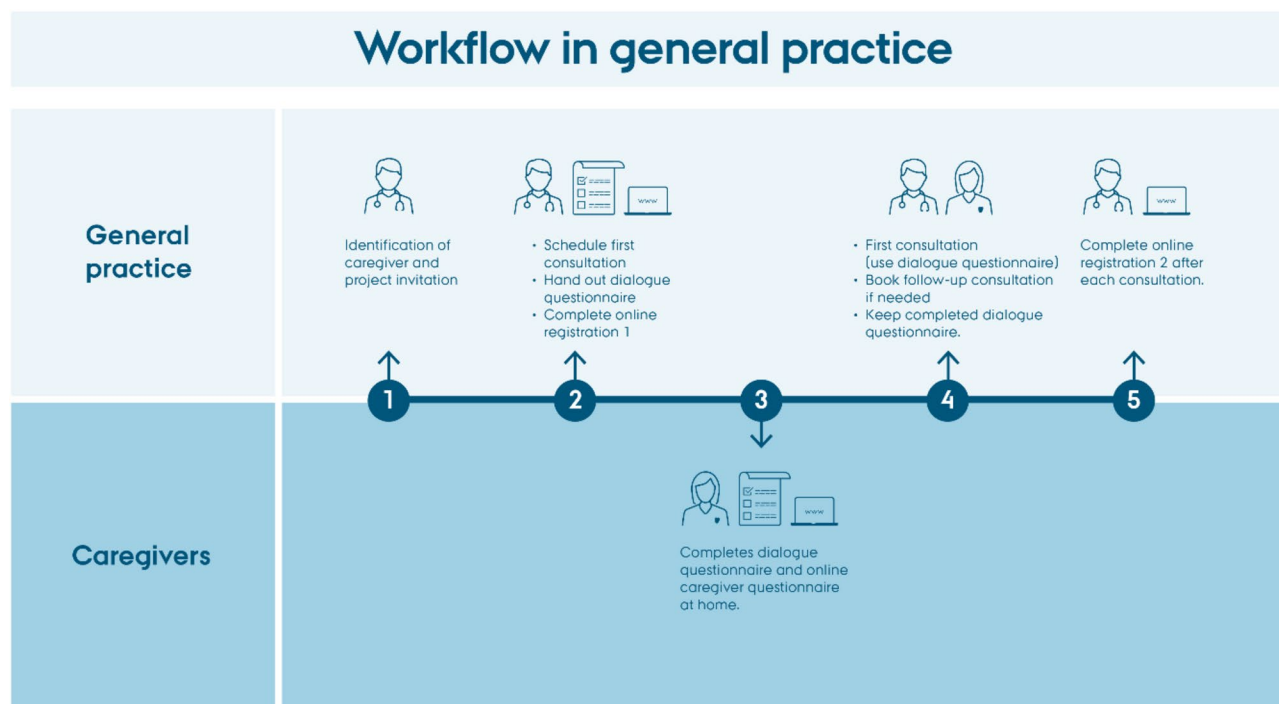 Workflow in general practice
General
practice
Identification of
caregiver and
project invitation
www
• Schedule first
consultation
• Hand out dialogue
questionnaire
• Complete online
registration 1
• First consultation
(use dialogue questionnaire)
• Book follow-up consultation
if needed
• Keep completed dialogue
questionnaire.
www
Complete online
registration 2 after
each consultation.
1
2
3
4
5
Caregivers
www
Completes dialogue
questionnaire and online
caregiver questionnaire
at home.